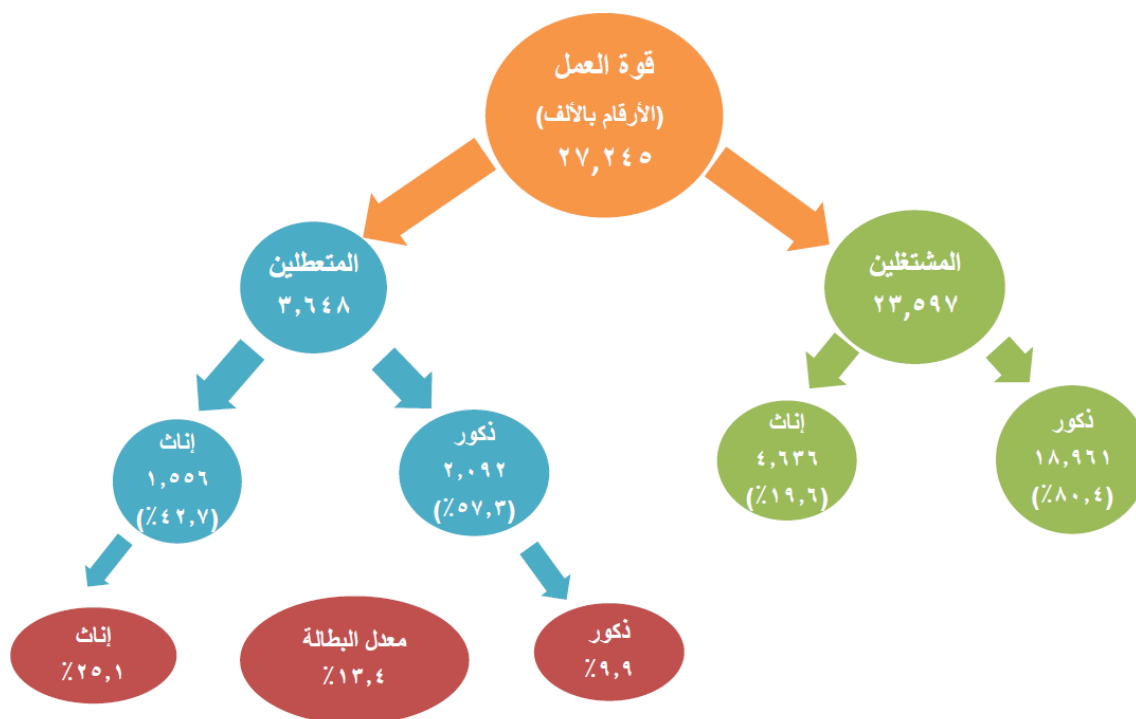 قوة العمل
(الأرقام بالألف)
٢٧,٢٤٥
المشتغلين
٢٣,٥٩٧
المتعطلين
٣,٦٤٨
ذكور
١٨,٩٦١
(٨٠,٤٪)
إناث
٤,٦٣٦
(١٩,٦٪)
ذكور
٢,٠٩٢
(٥٧,٣٪)
إناث
١,٥٥٦
(٤٢,٧٪)
ذكور
٩,٩٪
معدل البطالة
١٣,٤٪
إناث
٢٥,١٪